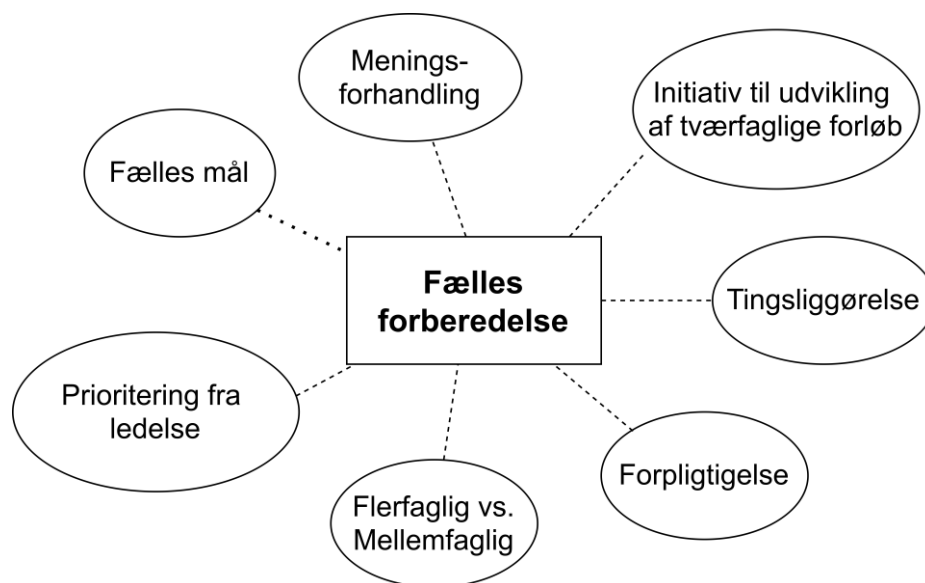 Menings-
forhandling
Initiativ til udvikling
af tværfaglige forløb
Fælles mål
Fælles
forberedelse
Tingsliggørelse
Prioritering fra
ledelse
Forpligtigelse
Flerfaglig vs.
Mellemfaglig